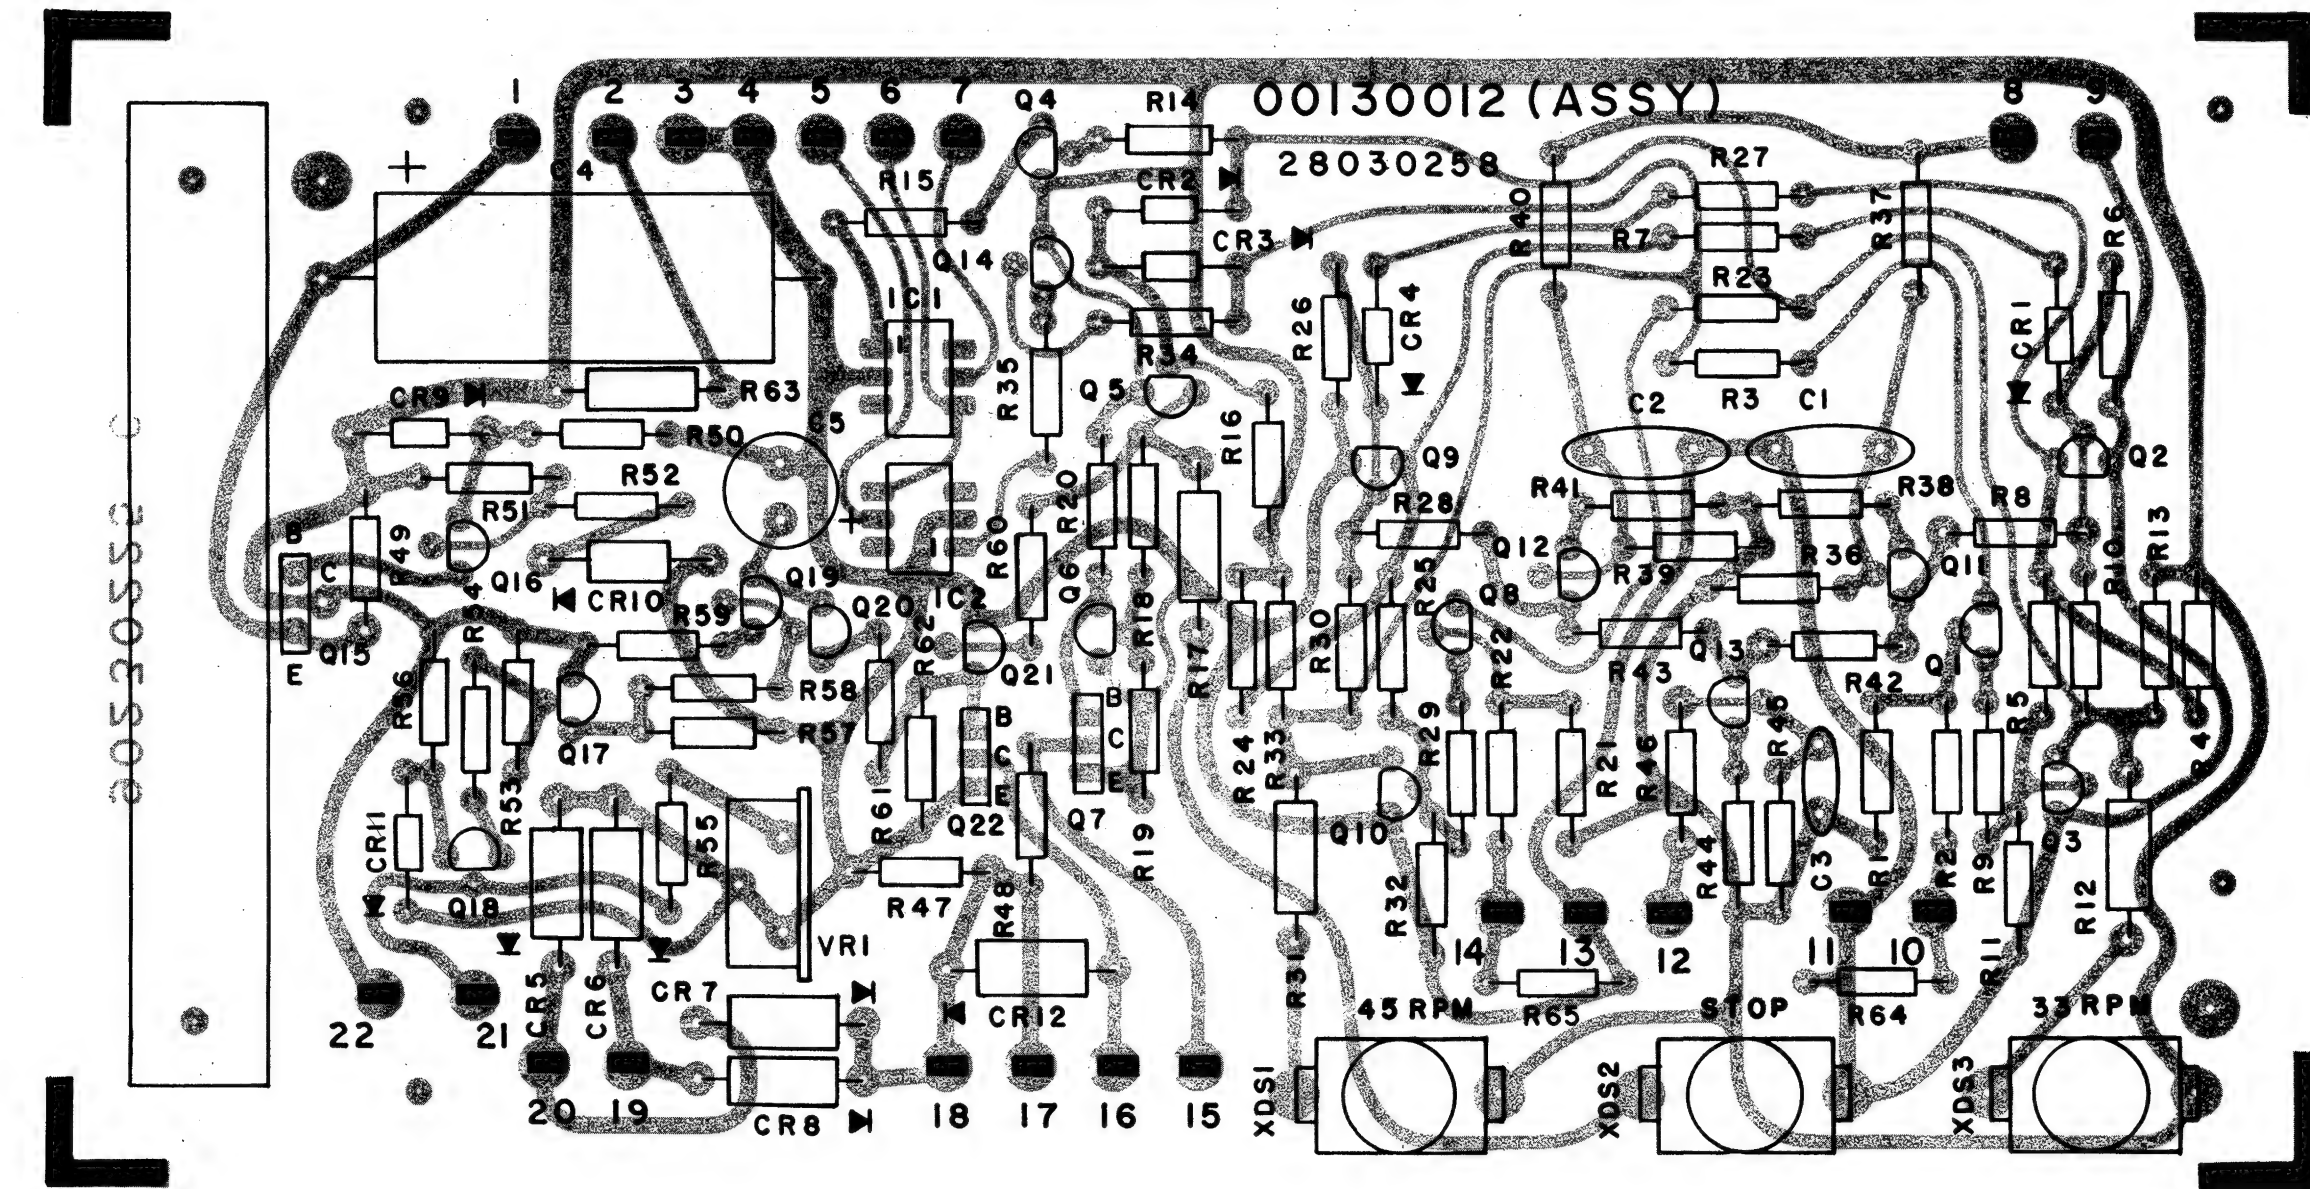 1 2 3 4 5 6 7 Q4 R14 00130012 (ASSY) 8 9
+ C4 R15 CR2 28030258 R27
R40 R37 R6
Q14 CR3 R7
IC1 R23
1 R26 CR4 CR1
R35 R34
CR9 R63 Q5 R3 C1
C2
R50 C5 R16 Q9 Q2
R52 R41 R38 R8
R51 + R60 R20 R28 R13
B R49 1 Q12 R39 R36 Q11 R10
C Q16 CR10 Q19 Q6 R25
R54 R59 Q20 IC2 R18 Q8
Q15 R62 R30 R43 Q13 Q1
E R56 R58 Q21 R17 R22 R42
B B R5
Q17 R57 C C R29 R45
R24 R33 R21 R46 R4
R53 E E
R61 Q22 Q7 Q10 Q3
CR11 R55 R19 R44 C3 R1 R2 R9
Q18 R47 R48 R32 R12
VR1 14 13 12 11 10 R11
CR5 CR6 CR7 R31
22 21 CR12 45 RPM R65 STOP R64 33 RPM
20 19 CR8 18 17 16 15 XDS1 XDS2 XDS3